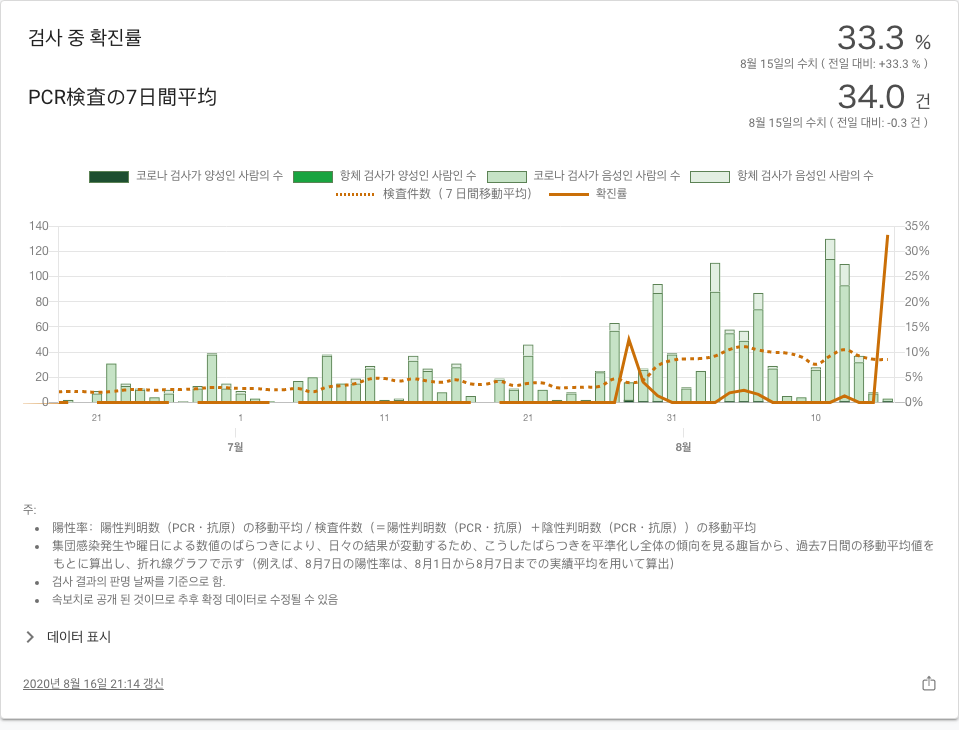 검사 중 확진률
33.3 %
8월 15일의 수치 ( 전일 대비: +33.3 % )
PCR検査の7日間平均
34.0 건
8월 15일의 수치 ( 전일 대비: -0.3 건 )
코로나 검사가 양성인 사람의 수 항체 검사가 양성인 사람인 수 코로나 검사가 음성인 사람의 수 항체 검사가 음성인 사람의 수
検査件数（７日間移動平均） 확진률
140 35%
120 30%
100 25%
80 20%
60 15%
40 10%
20 5%
0 0%
21 1 11 21 31 10
7월 8월
주:
陽性率：陽性判明数（PCR・抗原）の移動平均 / 検査件数（＝陽性判明数（PCR・抗原）＋陰性判明数（PCR・抗原））の移動平均
集団感染発生や曜日による数値のばらつきにより、日々の結果が変動するため、こうしたばらつきを平準化し全体の傾向を見る趣旨から、過去7日間の移動平均値を
もとに算出し、折れ線グラフで示す（例えば、8月7日の陽性率は、8月1日から8月7日までの実績平均を用いて算出）
검사 결과의 판명 날짜를 기준으로 함.
속보치로 공개 된 것이므로 추후 확정 데이터로 수정될 수 있음
데이터 표시
2020년 8월 16일 21:14 갱신